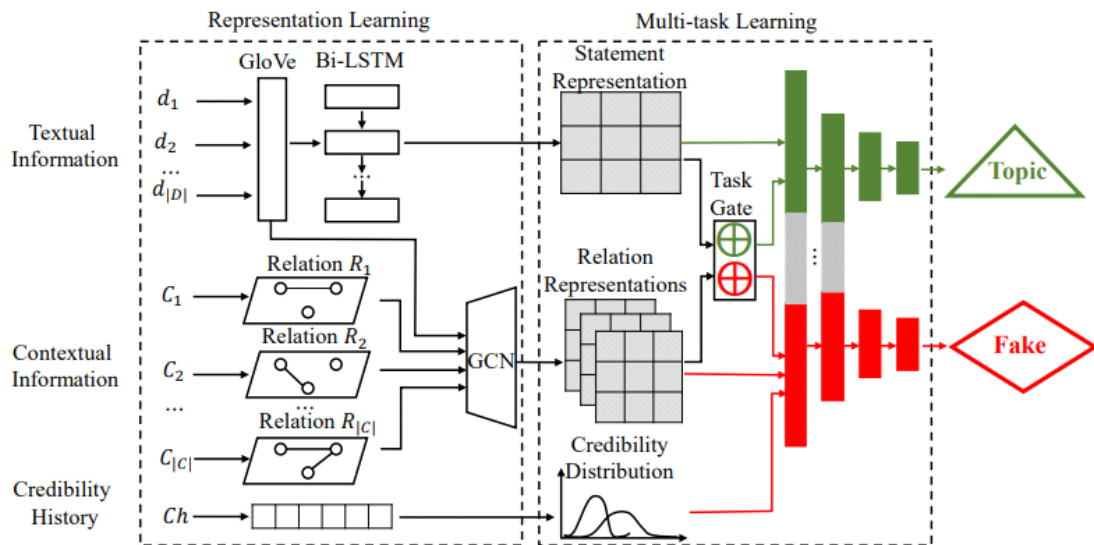 Representation Learning
Multi-task Learning
GloVe
Bi-LSTM
Textual
Information
d₁
d₂
...
d|D|
...
Statement
Representation
Task
Gate
...
Topic
Contextual
Information
C₁
Relation R₁
C₂
Relation R₂
...
...
C|C|
Relation R|C|
GCN
Relation
Representations
Fake
Credibility
History
Ch
Credibility
Distribution